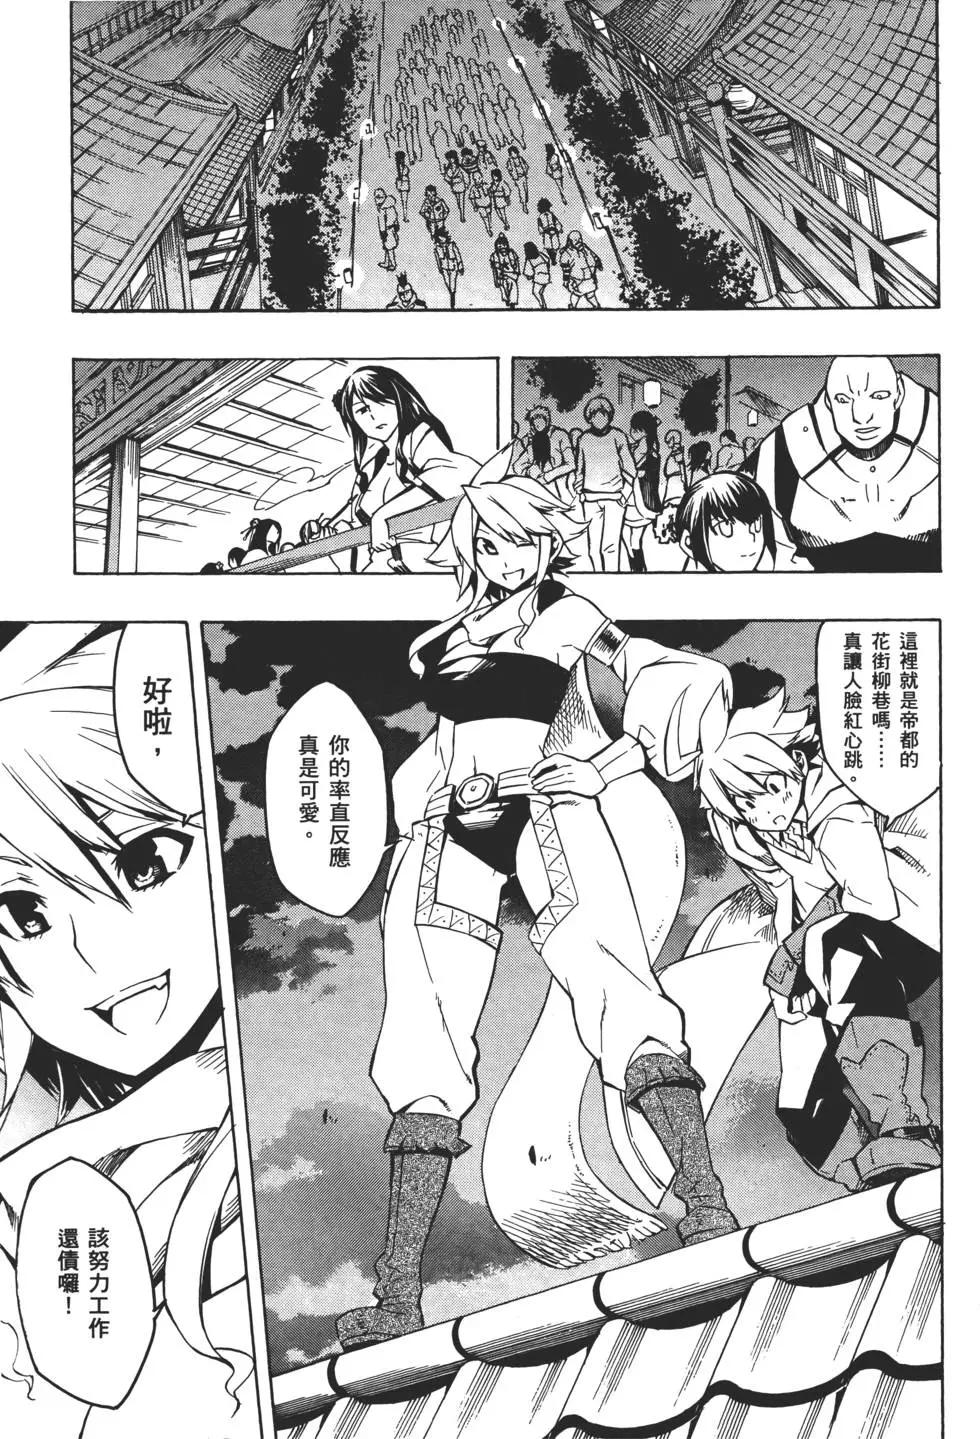 這裡就是帝都的
花街柳巷嗎……
真讓人臉紅心跳。
你的率直反應
真是可愛。
好啦，
該努力工作
還債囉！